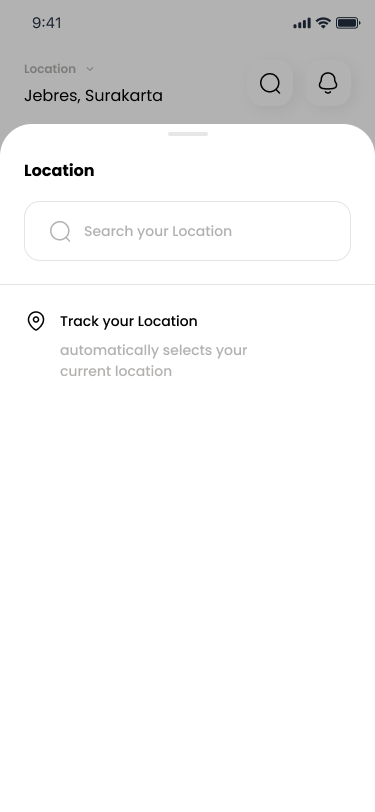 9:41
Location
Jebres, Surakarta
Location
Search your Location
Track your Location
automatically selects your
current location